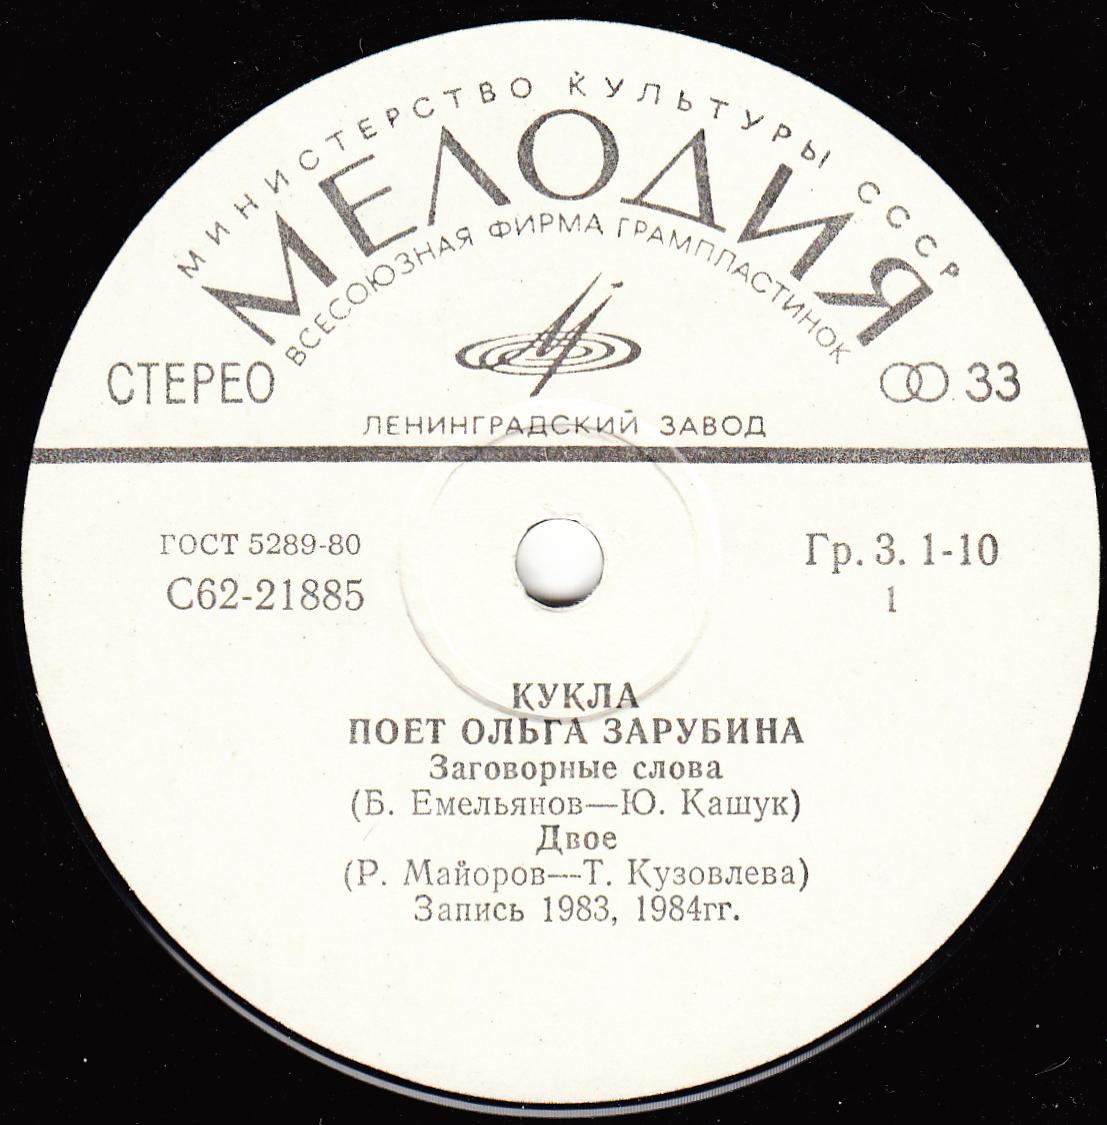 МИНИСТЕРСТВО КУЛЬТУРЫ СССР
МЕЛОДИЯ
ВСЕСОЮЗНАЯ ФИРМА ГРАМПЛАСТИНОК
СТЕРЕО
33
ЛЕНИНГРАДСКИЙ ЗАВОД
ГОСТ 5289-80
Гр. 3. 1-10
С62-21885
1
КУКЛА
ПОЕТ ОЛЬГА ЗАРУБИНА
Заговорные слова
(Б. Емельянов—Ю. Кашук)
Двое
(Р. Майоров—Т. Кузовлева)
Запись 1983, 1984гг.